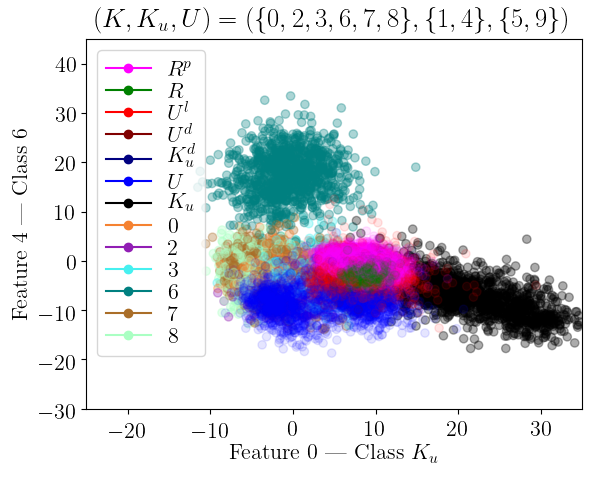 (K, K_u, U) = ({0, 2, 3, 6, 7, 8}, {1, 4}, {5, 9})
Feature 4 — Class 6
40
30
20
10
0
−10
−20
−30
R^p
R
U^l
U^d
K_u^d
U
K_u
0
2
3
6
7
8
−20
−10
0
10
20
30
Feature 0 — Class K_u